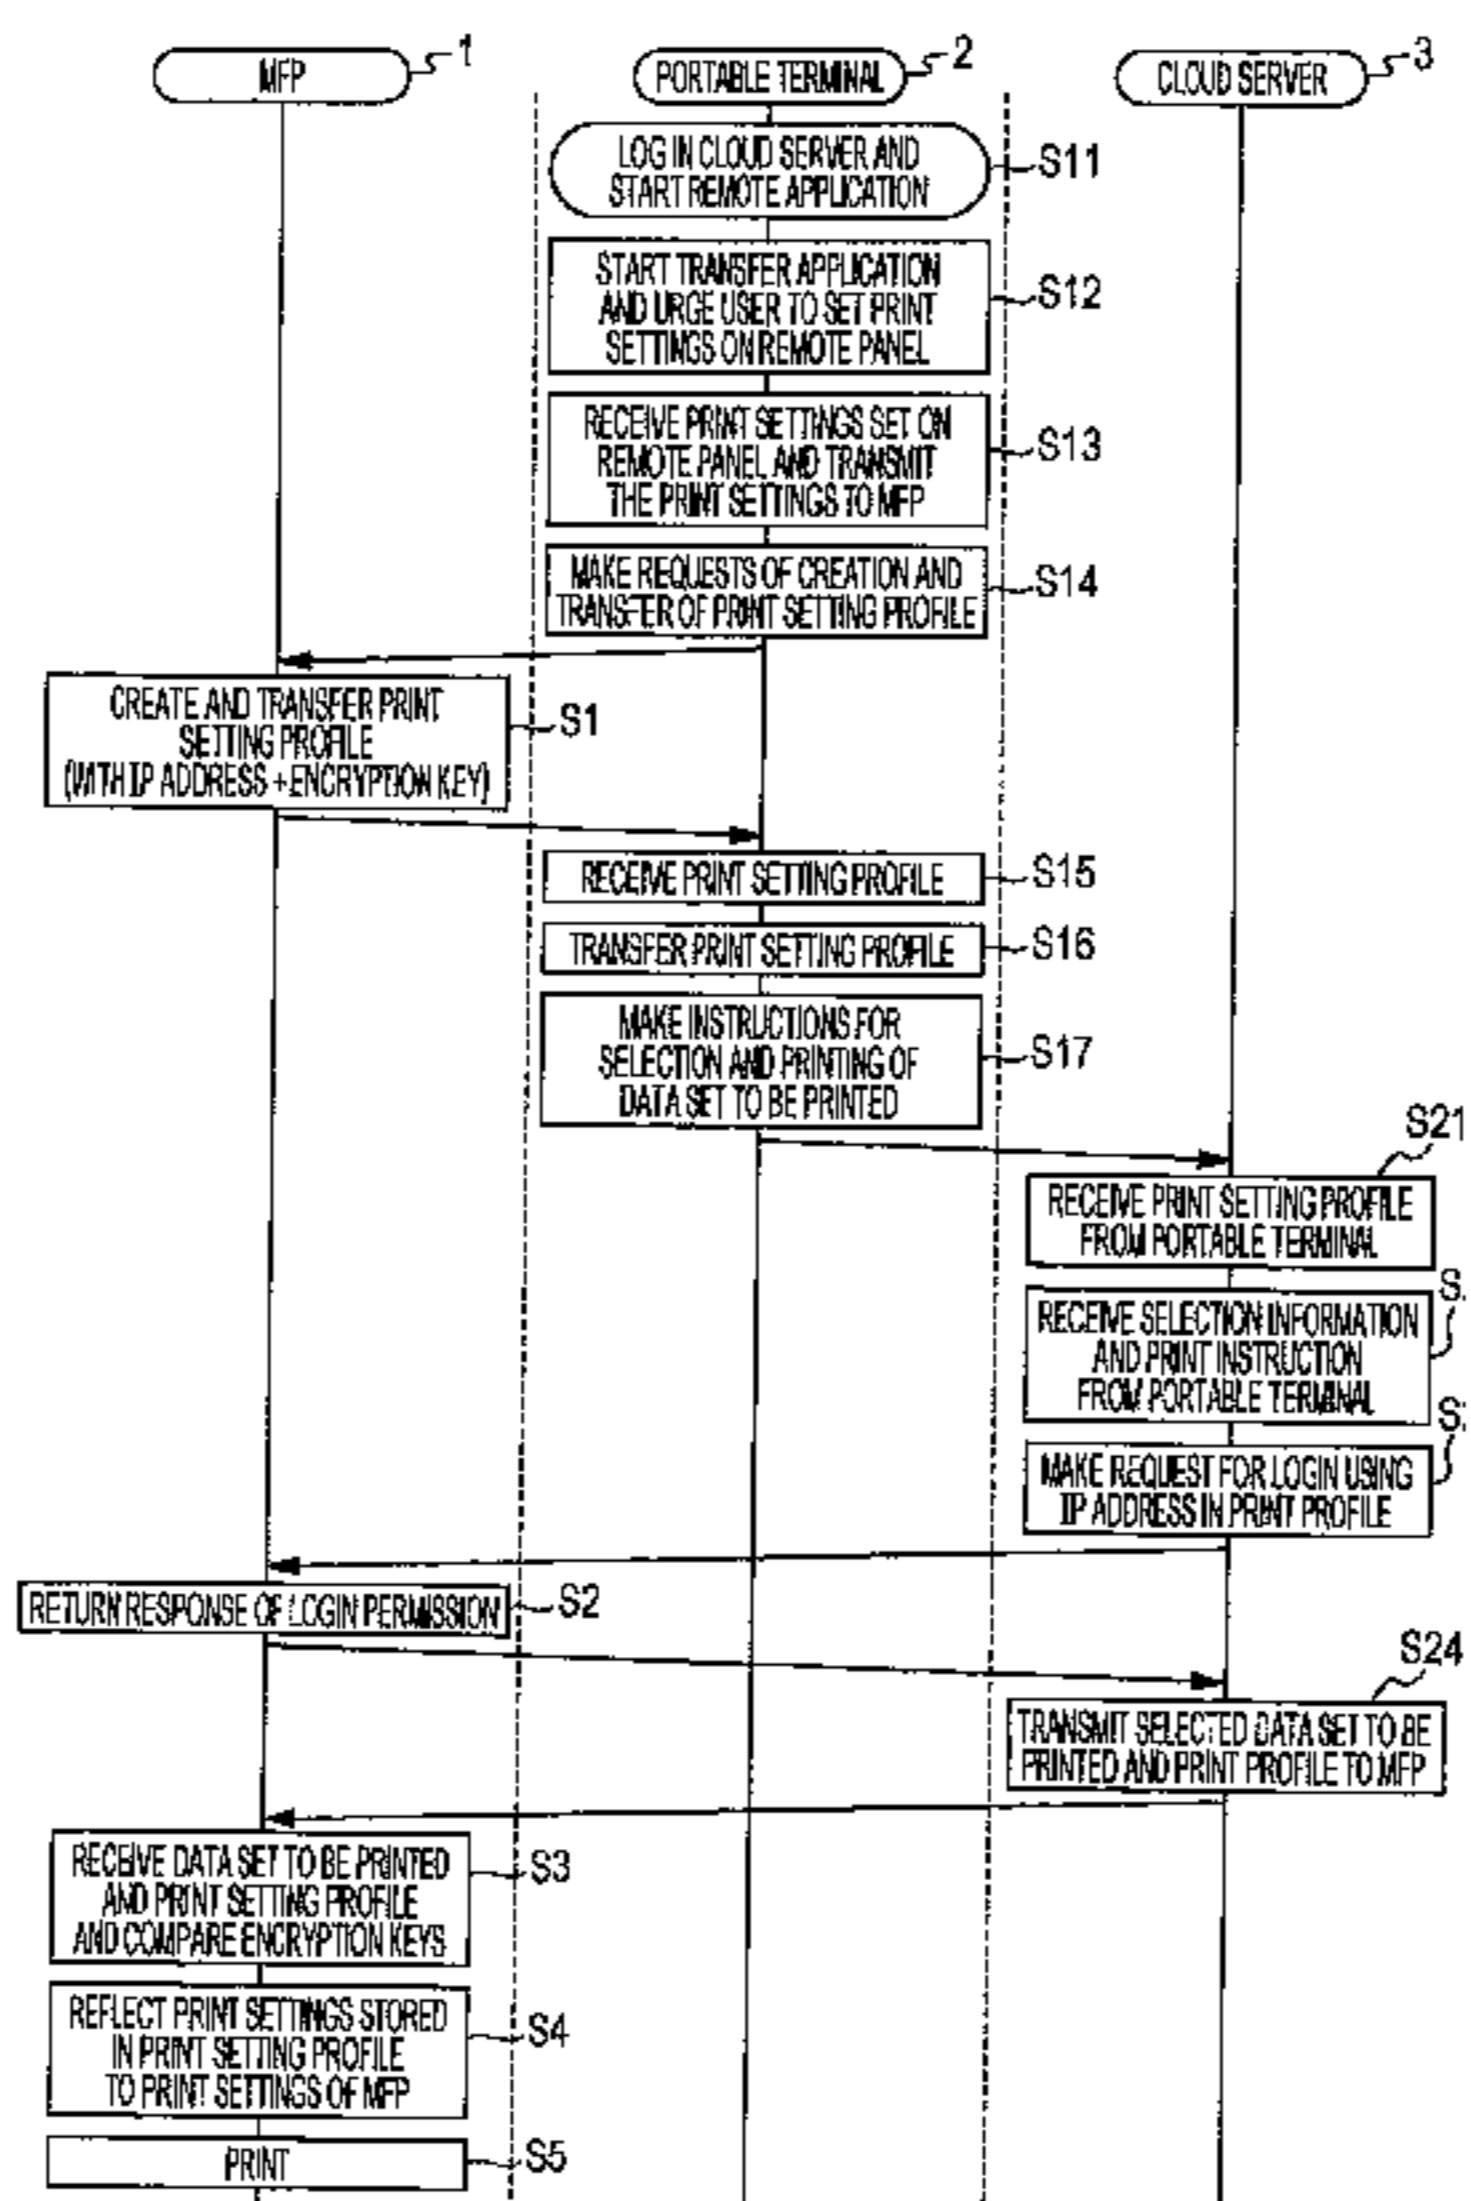 MFP
1
PORTABLE TERMINAL
2
CLOUD SERVER
3
LOG IN CLOUD SERVER AND
START REMOTE APPLICATION
S11
START TRANSFER APPLICATION
AND URGE USER TO SET PRINT
SETTINGS ON REMOTE PANEL
S12
RECEIVE PRINT SETTINGS SET ON
REMOTE PANEL AND TRANSMIT
THE PRINT SETTINGS TO MFP
S13
MAKE REQUESTS OF CREATION AND
TRANSFER OF PRINT SETTING PROFILE
S14
CREATE AND TRANSFER PRINT
SETTING PROFILE
(WITH IP ADDRESS + ENCRYPTION KEY)
S1
RECEIVE PRINT SETTING PROFILE
S15
TRANSFER PRINT SETTING PROFILE
S16
MAKE INSTRUCTIONS FOR
SELECTION AND PRINTING OF
DATA SET TO BE PRINTED
S17
S21
RECEIVE PRINT SETTING PROFILE
FROM PORTABLE TERMINAL
S
RECEIVE SELECTION INFORMATION
AND PRINT INSTRUCTION
FROM PORTABLE TERMINAL
S
MAKE REQUEST FOR LOGIN USING
IP ADDRESS IN PRINT PROFILE
RETURN RESPONSE OF LOGIN PERMISSION
S2
S24
TRANSMIT SELECTED DATA SET TO BE
PRINTED AND PRINT PROFILE TO MFP
RECEIVE DATA SET TO BE PRINTED
AND PRINT SETTING PROFILE
AND COMPARE ENCRYPTION KEYS
S3
REFLECT PRINT SETTINGS STORED
IN PRINT SETTING PROFILE
TO PRINT SETTINGS OF MFP
S4
PRINT
S5